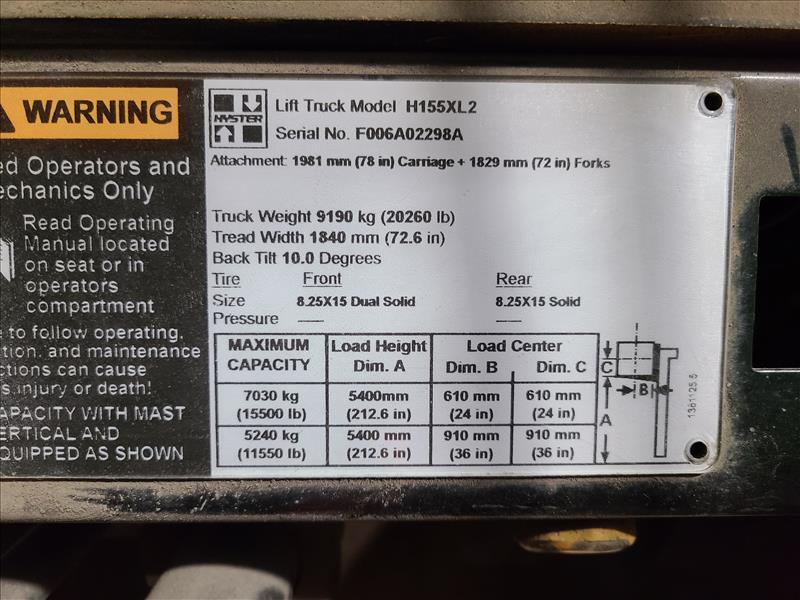 WARNING
ed Operators and
echanics Only
Read Operating
Manual located
on seat or in
operators
compartment
e to follow operating,
tion, and maintenance
ctions can cause
s injury or death!
APACITY WITH MAST
ERTICAL AND
QUIPPED AS SHOWN
HYSTER
Lift Truck Model H155XL2
Serial No. F006A02298A
Attachment: 1981 mm (78 in) Carriage + 1829 mm (72 in) Forks
Truck Weight 9190 kg (20260 lb)
Tread Width 1840 mm (72.6 in)
Back Tilt 10.0 Degrees
Tire Front Rear
Size 8.25X15 Dual Solid 8.25X15 Solid
Pressure —— ——
MAXIMUM CAPACITY Load Height Dim. A Load Center Dim. B Dim. C
7030 kg 5400mm 610 mm 610 mm
(15500 lb) (212.6 in) (24 in) (24 in)
5240 kg 5400 mm 910 mm 910 mm
(11550 lb) (212.6 in) (36 in) (36 in)
C
B
A
1381125.5